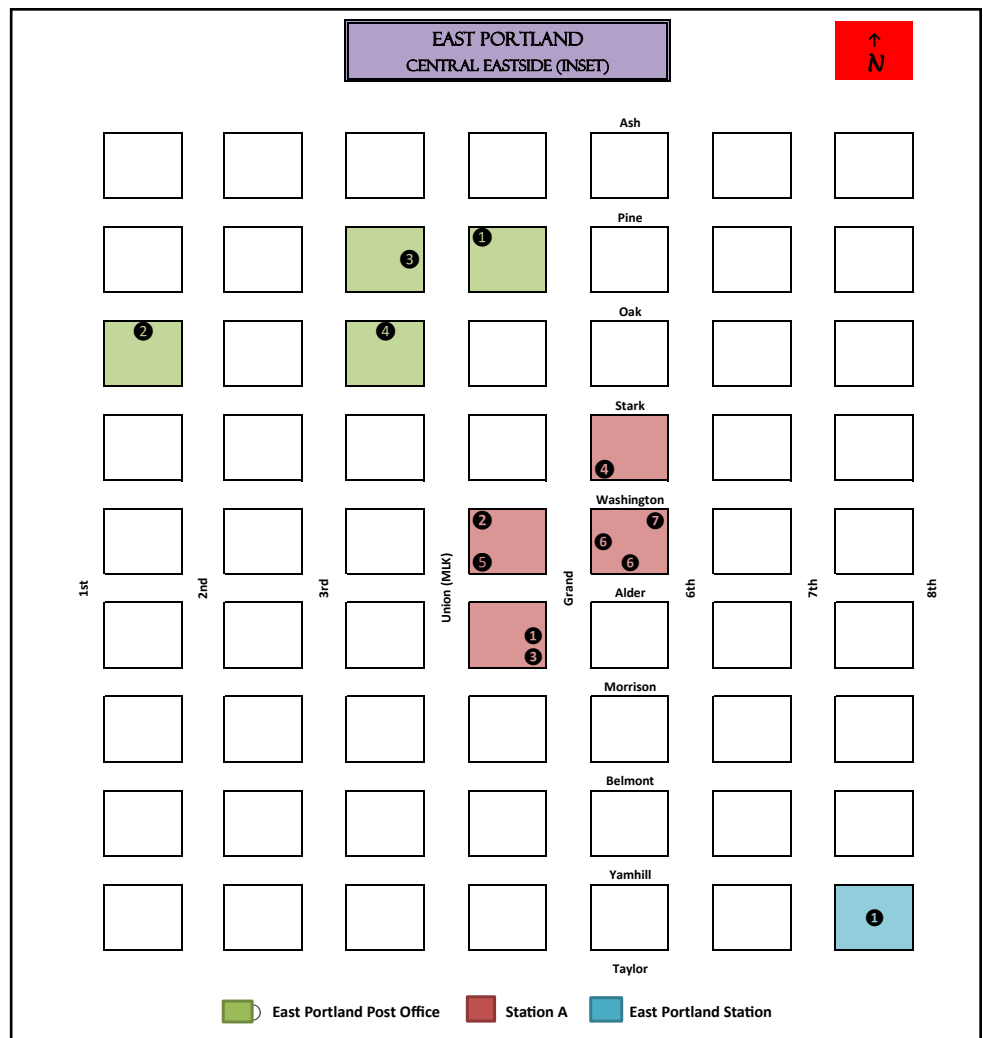 EAST PORTLAND
CENTRAL EASTSIDE (INSET)
↑
N
Ash
Pine
3
1
Oak
2
4
Stark
4
Washington
2
7
6
5
6
1st
2nd
3rd
Union (MLK)
Grand
6th
7th
8th
Alder
1
3
Morrison
Belmont
Yamhill
1
Taylor
East Portland Post Office
Station A
East Portland Station